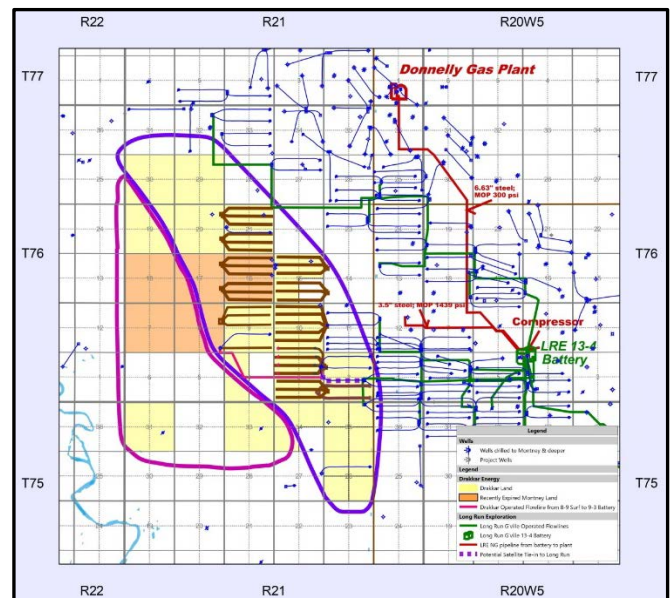 R22 R21 R20W5
T77 T77
Donnelly Gas Plant
6.63" steel;
MOP 300 psi
T76 T76
3.5" steel; MOP 1439 psi
Compressor
LRE 13-4
Battery
Legend
Wells
Wells drilled to Montney & deeper
Project Wells
Legend
Drakkar Energy
Drakkar Land
Recently Expired Montney Land
Drakkar Operated Flowline from 8-9 Surf to 9-3 Battery
Long Run Exploration
Long Run G'ville Operated Flowlines
Long Run G'ville 13-4 Battery
LRE NG pipeline from battery to plant
Potential Satellite Tie-in to Long Run
T75 T75
R22 R21 R20W5